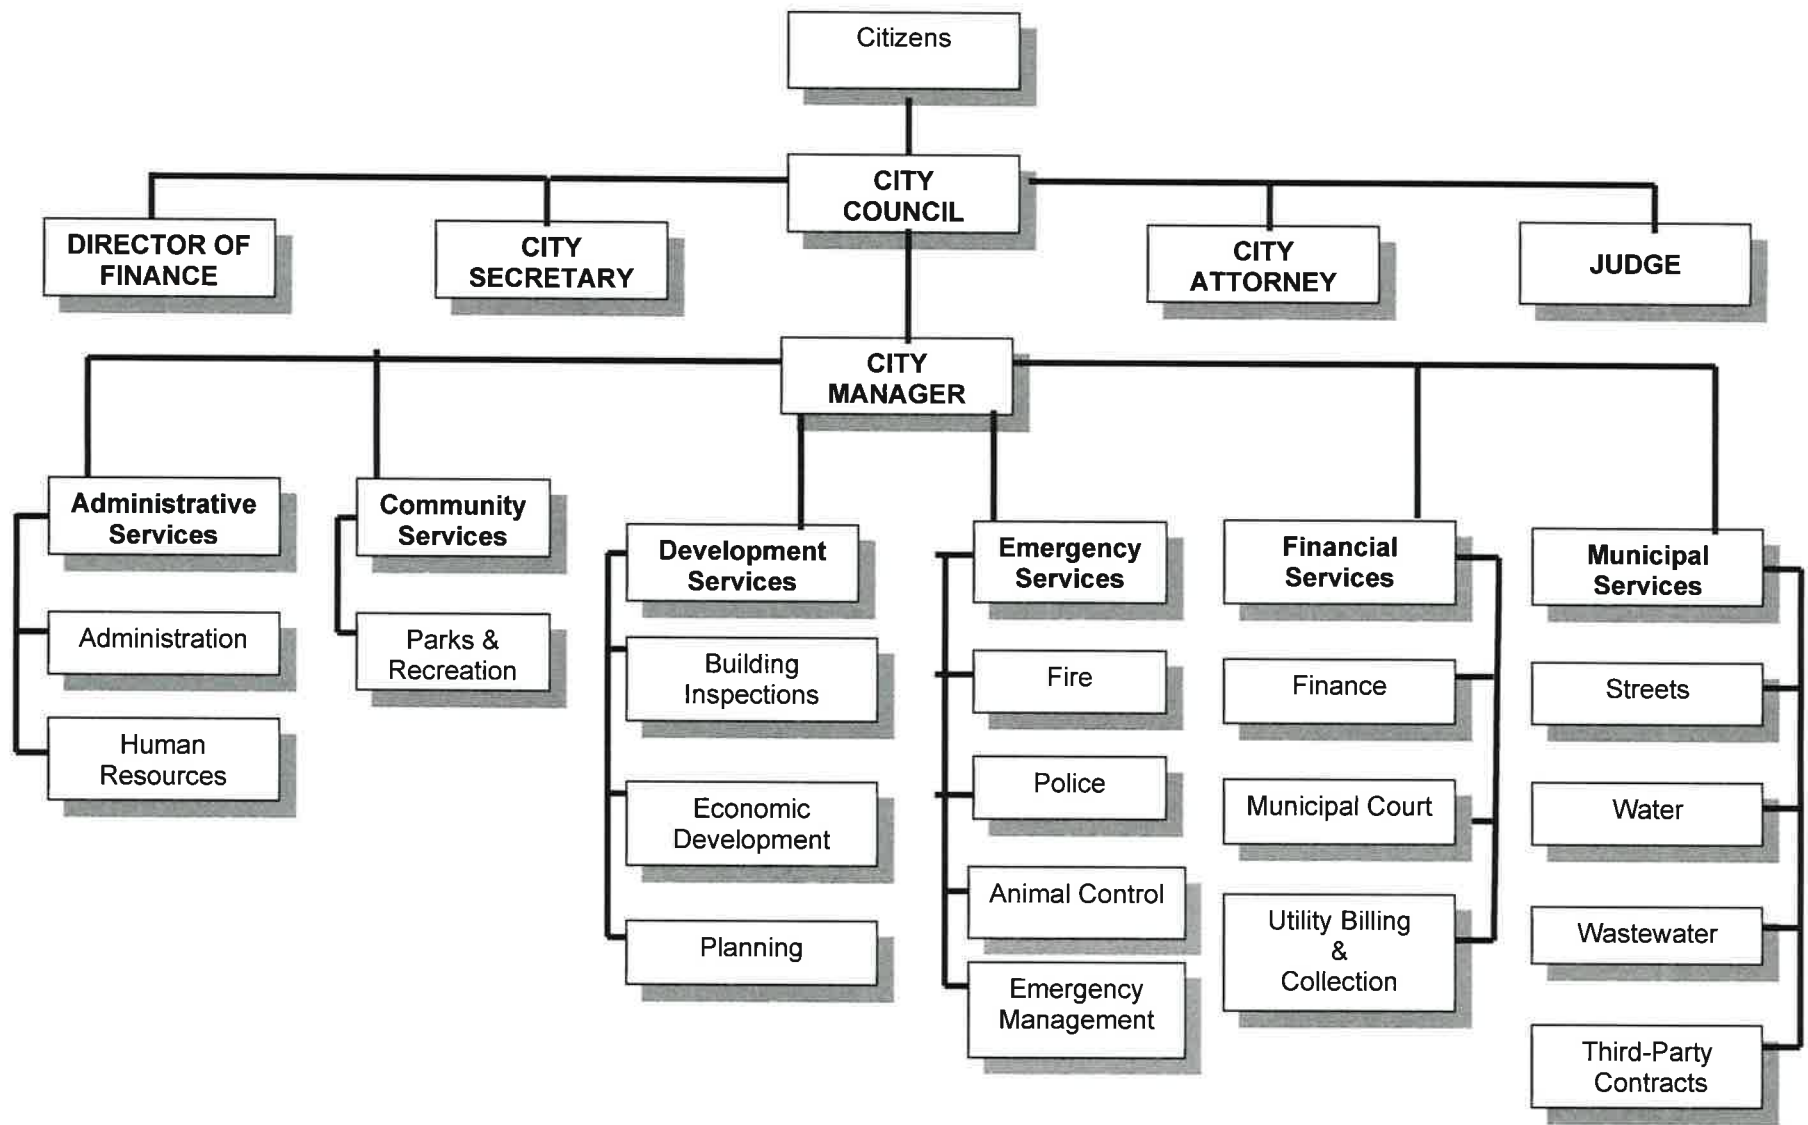 Citizens
CITY
COUNCIL
DIRECTOR OF
FINANCE
CITY
SECRETARY
CITY
ATTORNEY
JUDGE
CITY
MANAGER
Administrative
Services
Administration
Human
Resources
Community
Services
Parks &
Recreation
Development
Services
Building
Inspections
Economic
Development
Planning
Emergency
Services
Fire
Police
Animal Control
Emergency
Management
Financial
Services
Finance
Municipal Court
Utility Billing
&
Collection
Municipal
Services
Streets
Water
Wastewater
Third-Party
Contracts